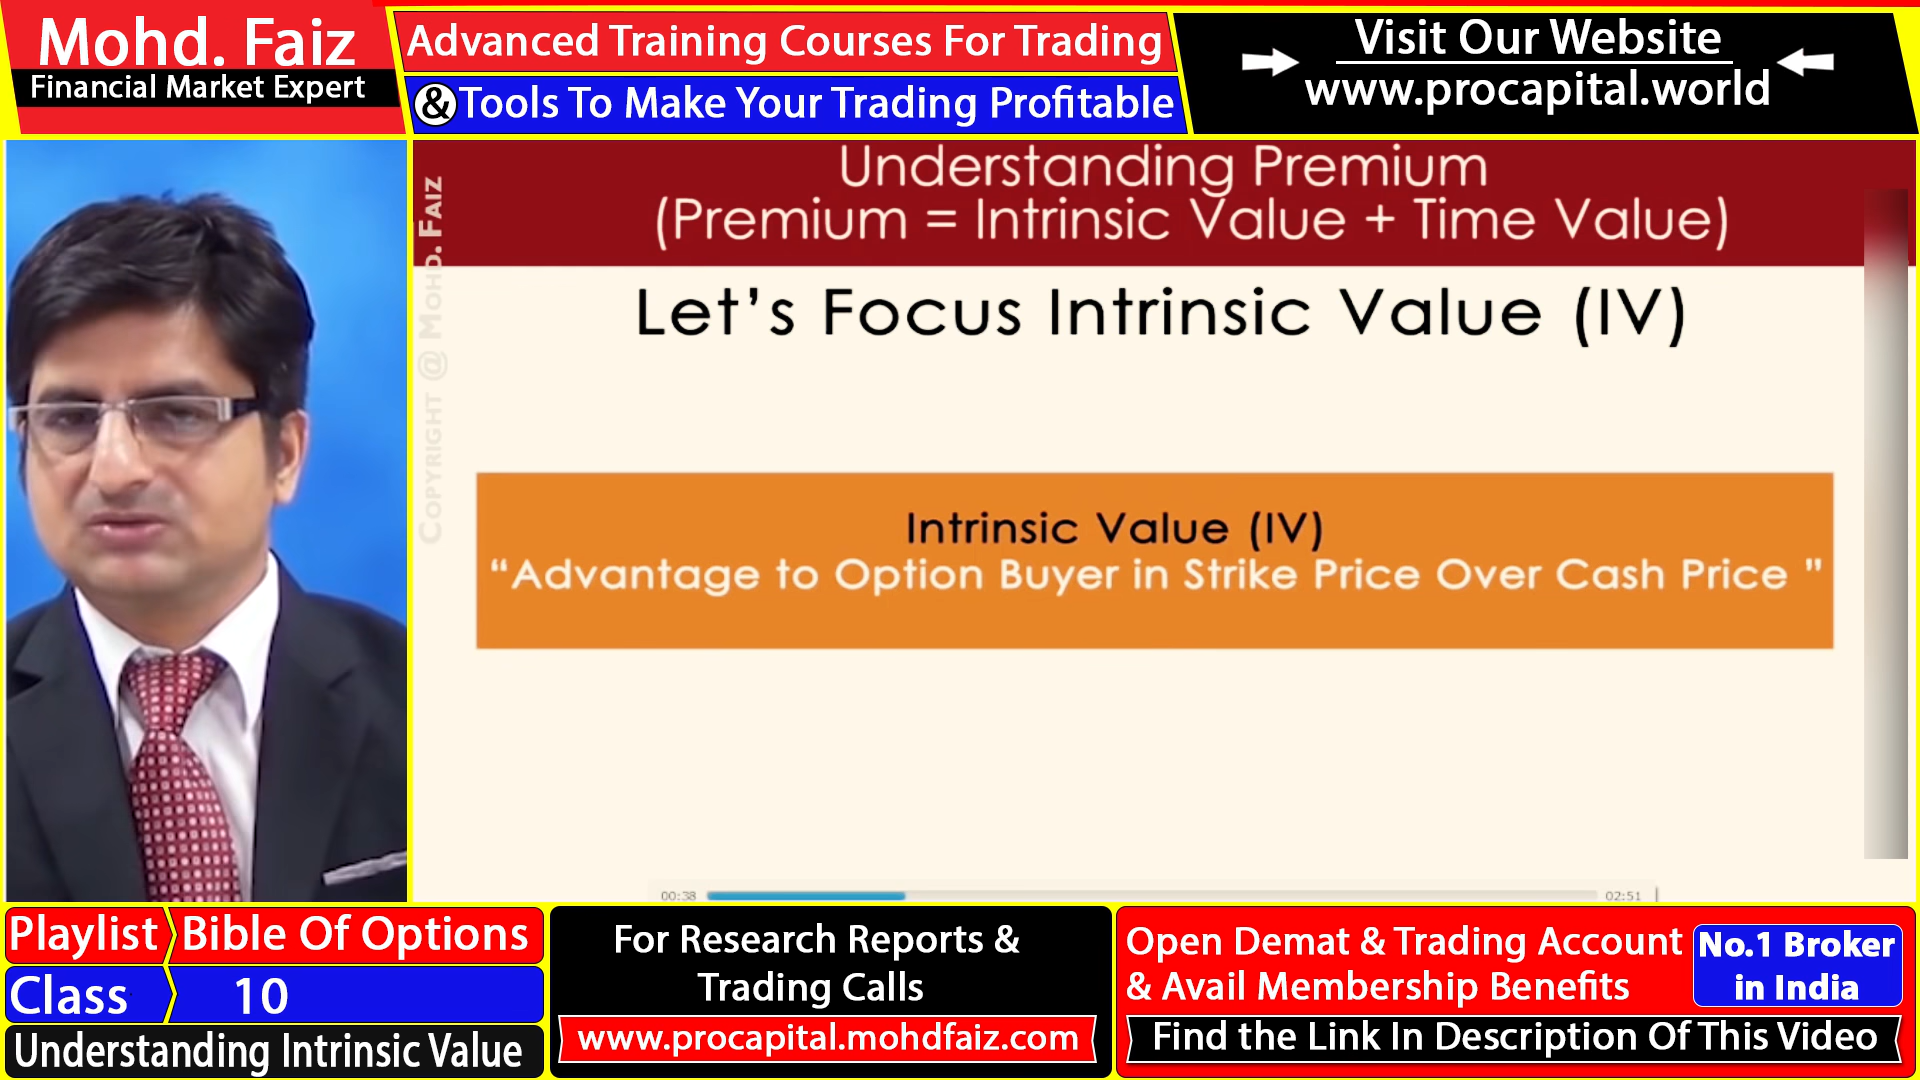 Mohd. Faiz
Financial Market Expert
Advanced Training Courses For Trading
& Tools To Make Your Trading Profitable
Visit Our Website
www.procapital.world
Understanding Premium
(Premium = Intrinsic Value + Time Value)
COPYRIGHT @ MOHD. FAIZ
Let's Focus Intrinsic Value (IV)
Intrinsic Value (IV)
“Advantage to Option Buyer in Strike Price Over Cash Price ”
00:38
02:51
Playlist Bible Of Options
Class 10
Understanding Intrinsic Value
For Research Reports &
Trading Calls
www.procapital.mohdfaiz.com
Open Demat & Trading Account
& Avail Membership Benefits
No.1 Broker
in India
Find the Link In Description Of This Video